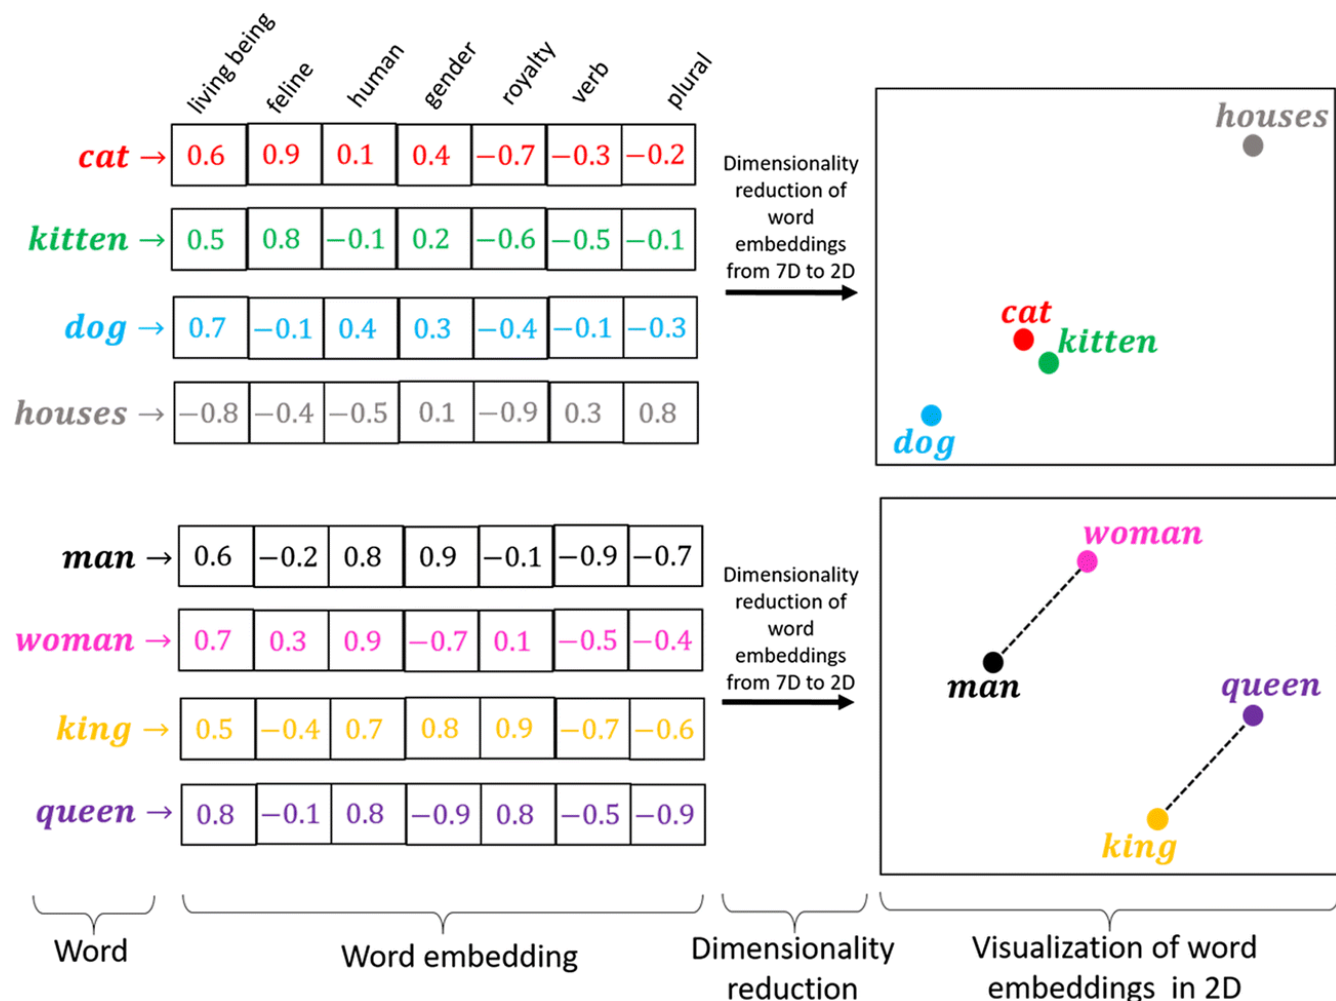 living being feline human gender royalty verb plural
cat → 0.6 0.9 0.1 0.4 −0.7 −0.3 −0.2
kitten → 0.5 0.8 −0.1 0.2 −0.6 −0.5 −0.1
dog → 0.7 −0.1 0.4 0.3 −0.4 −0.1 −0.3
houses → −0.8 −0.4 −0.5 0.1 −0.9 0.3 0.8
Dimensionality
reduction of
word
embeddings
from 7D to 2D
houses
cat
kitten
dog
man → 0.6 −0.2 0.8 0.9 −0.1 −0.9 −0.7
woman → 0.7 0.3 0.9 −0.7 0.1 −0.5 −0.4
king → 0.5 −0.4 0.7 0.8 0.9 −0.7 −0.6
queen → 0.8 −0.1 0.8 −0.9 0.8 −0.5 −0.9
Dimensionality
reduction of
word
embeddings
from 7D to 2D
woman
man
queen
king
Word
Word embedding
Dimensionality
reduction
Visualization of word
embeddings in 2D